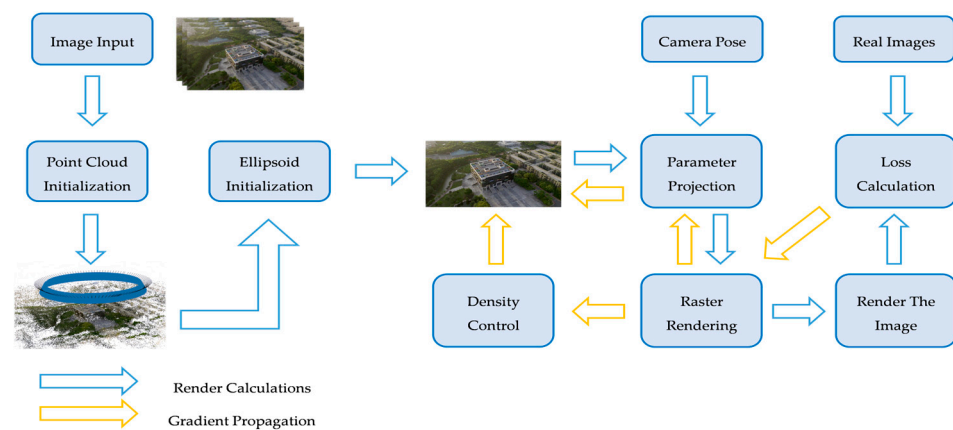 Image Input
Camera Pose
Real Images
Point Cloud
Initialization
Ellipsoid
Initialization
Parameter
Projection
Loss
Calculation
Density
Control
Raster
Rendering
Render The
Image
Render Calculations
Gradient Propagation